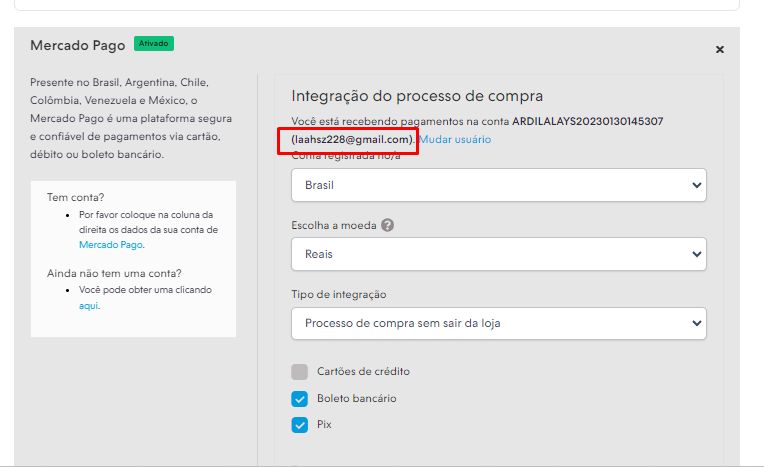 Mercado Pago
Ativado
Presente no Brasil, Argentina, Chile,
Colômbia, Venezuela e México, o
Mercado Pago é uma plataforma segura
e confiável de pagamentos via cartão,
débito ou boleto bancário.
Tem conta?
Por favor coloque na coluna da
direita os dados da sua conta de
Mercado Pago.
Ainda não tem uma conta?
Você pode obter uma clicando
aqui.
Integração do processo de compra
Você está recebendo pagamentos na conta ARDILALAYS20230130145307
(laahsz228@gmail.com). Mudar usuário
Conta registrada no/a
Brasil
Escolha a moeda ?
Reais
Tipo de integração
Processo de compra sem sair da loja
Cartões de crédito
Boleto bancário
Pix